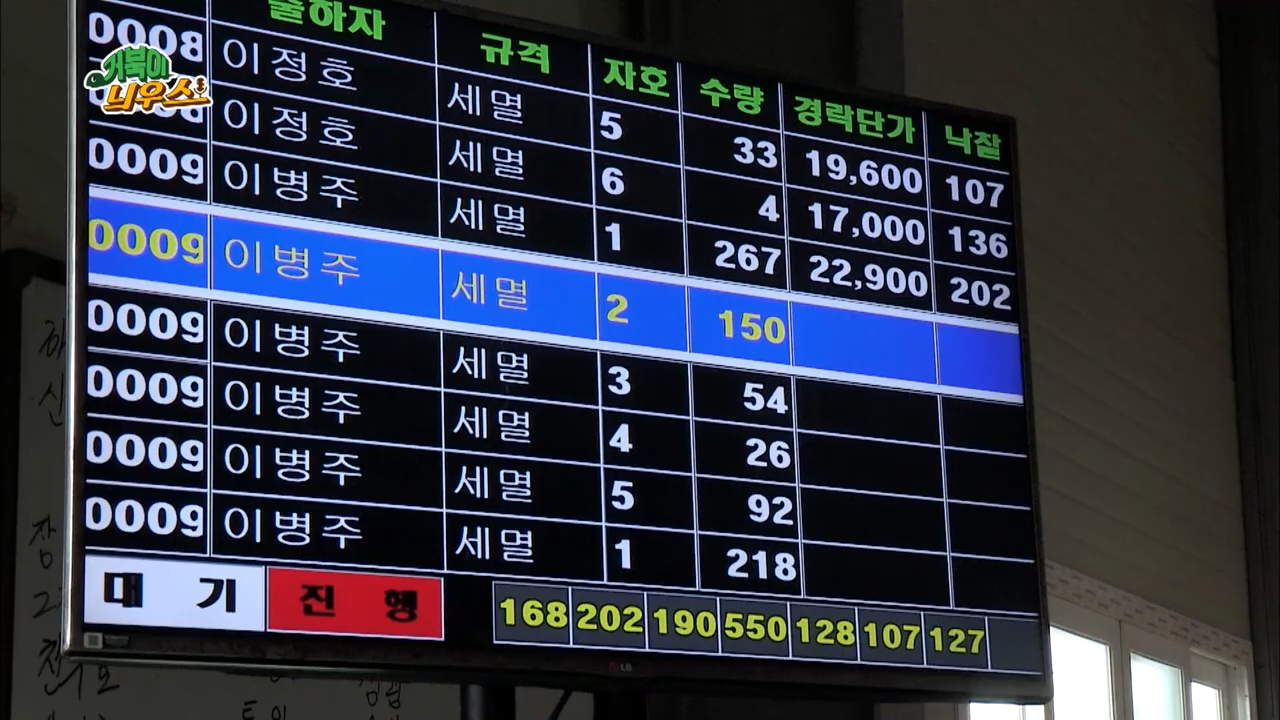 거북이
늬우스
출하자 규격 자호 수량 경락단가 낙찰
0008 이정호 세멸 5 33 19,600 107
이정호 세멸 6 4 17,000 136
0009 이병주 세멸 1 267 22,900 202
0009 이병주 세멸 2 150
0009 이병주 세멸 3 54
0009 이병주 세멸 4 26
0009 이병주 세멸 5 92
0009 이병주 세멸 1 218
대 기 진 행 168 202 190 550 128 107 127
LG